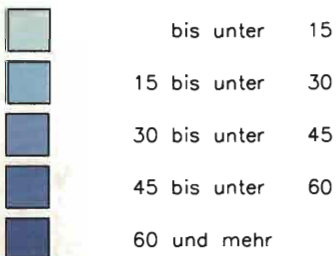 bis unter 15
15 bis unter 30
30 bis unter 45
45 bis unter 60
60 und mehr